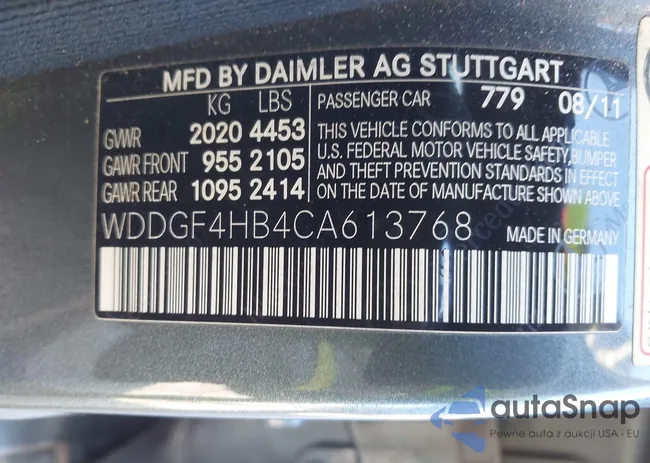 MFD BY DAIMLER AG STUTTGART
KG LBS PASSENGER CAR 779 08/11
GVWR 2020 4453
GAWR FRONT 955 2105
GAWR REAR 1095 2414
THIS VEHICLE CONFORMS TO ALL APPLICABLE
U.S. FEDERAL MOTOR VEHICLE SAFETY,BUMPER
AND THEFT PREVENTION STANDARDS IN EFFECT
ON THE DATE OF MANUFACTURE SHOWN ABOVE.
WDDGF4HB4CA613768 MADE IN GERMANY
autaSnap
Pewne auta z aukcji USA i EU